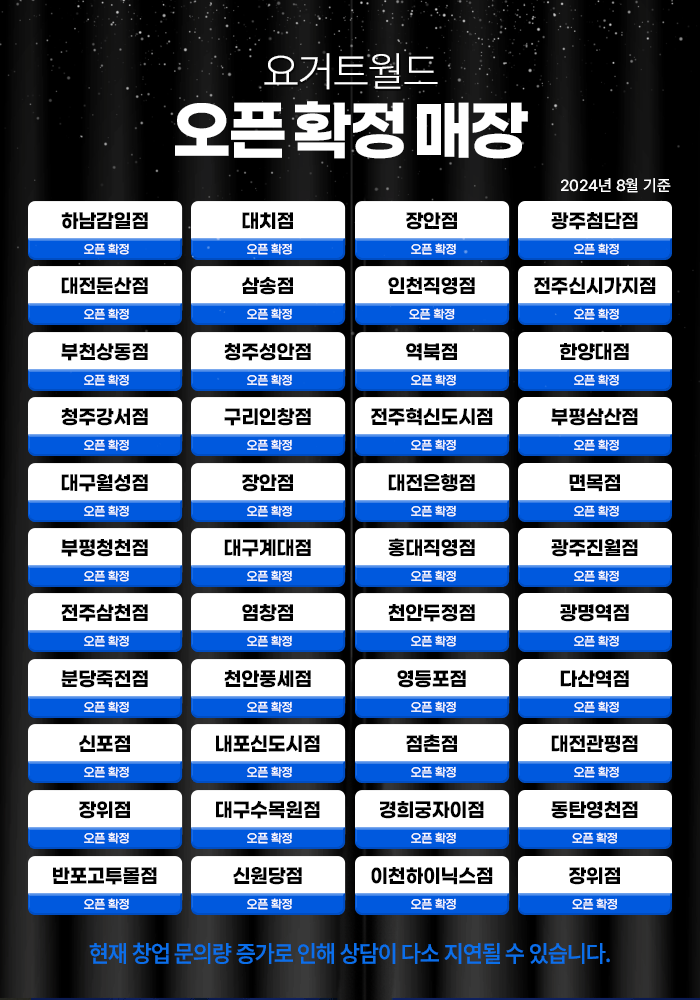 요거트월드
오픈 확정 매장
2024년 8월 기준
하남감일점 대치점 장안점 광주첨단점
오픈 확정 오픈 확정 오픈 확정 오픈 확정
대전둔산점 삼송점 인천직영점 전주신시가지점
오픈 확정 오픈 확정 오픈 확정 오픈 확정
부천상동점 청주성안점 역북점 한양대점
오픈 확정 오픈 확정 오픈 확정 오픈 확정
청주강서점 구리인창점 전주혁신도시점 부평삼산점
오픈 확정 오픈 확정 오픈 확정 오픈 확정
대구월성점 장안점 대전은행점 면목점
오픈 확정 오픈 확정 오픈 확정 오픈 확정
부평청천점 대구계대점 홍대직영점 광주진월점
오픈 확정 오픈 확정 오픈 확정 오픈 확정
전주삼천점 염창점 천안두정점 광명역점
오픈 확정 오픈 확정 오픈 확정 오픈 확정
분당죽전점 천안풍세점 영등포점 다산역점
오픈 확정 오픈 확정 오픈 확정 오픈 확정
신포점 내포신도시점 점촌점 대전관평점
오픈 확정 오픈 확정 오픈 확정 오픈 확정
장위점 대구수목원점 경희궁자이점 동탄영천점
오픈 확정 오픈 확정 오픈 확정 오픈 확정
반포고투몰점 신원당점 이천하이닉스점 장위점
오픈 확정 오픈 확정 오픈 확정 오픈 확정
현재 창업 문의량 증가로 인해 상담이 다소 지연될 수 있습니다.